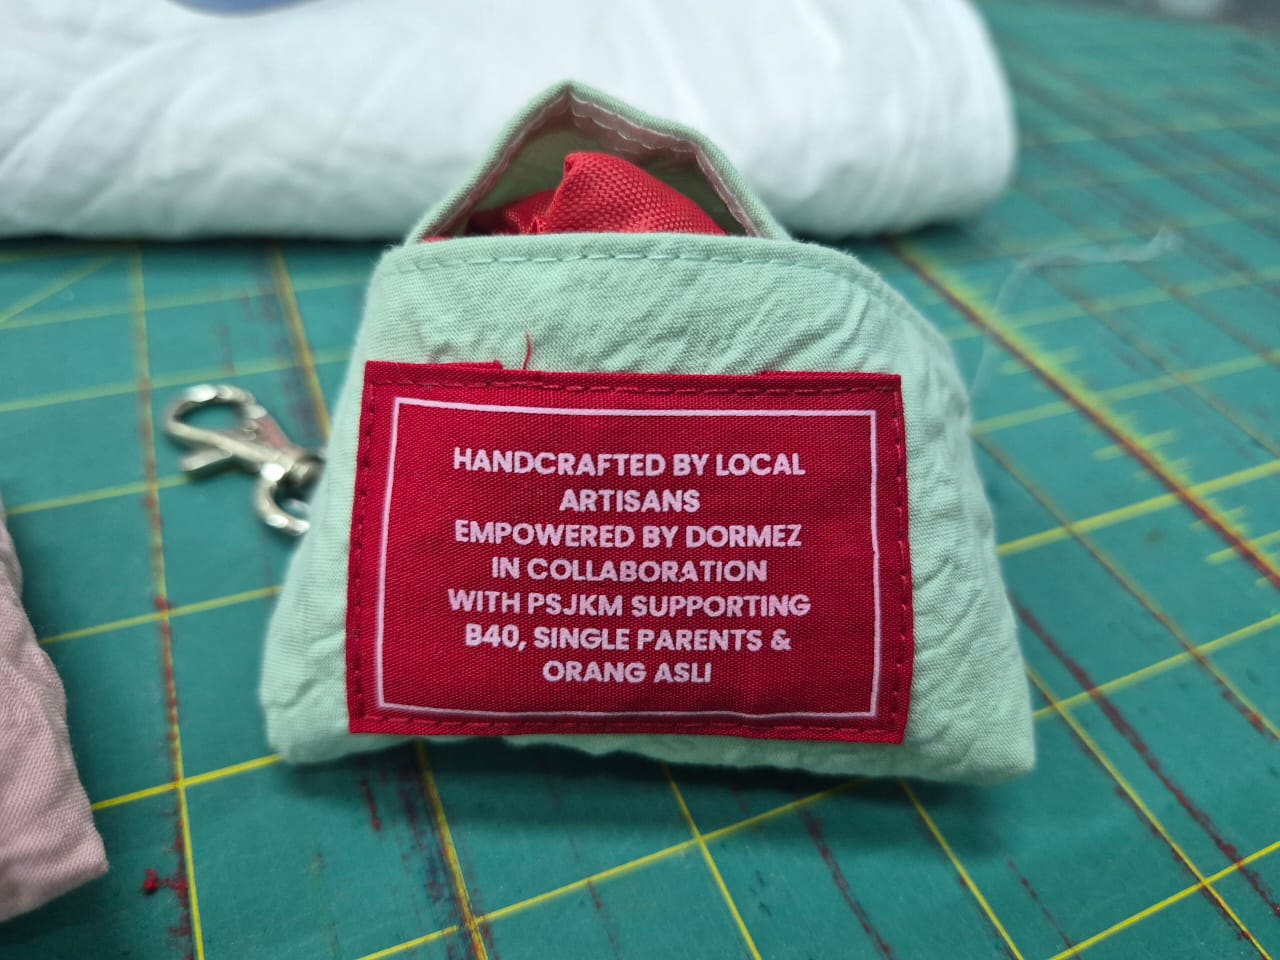 HANDCRAFTED BY LOCAL
ARTISANS
EMPOWERED BY DORMEZ
IN COLLABORATION
WITH PSJKM SUPPORTING
B40, SINGLE PARENTS &
ORANG ASLI